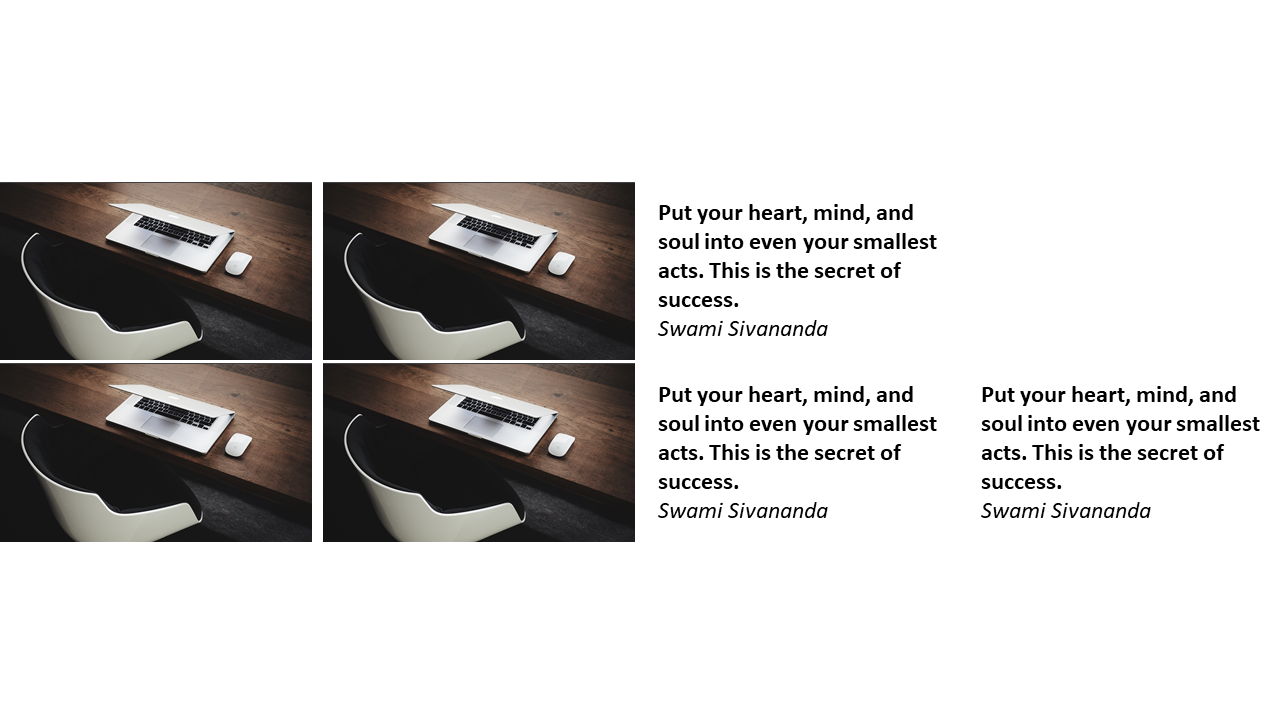 Put your heart, mind, and
soul into even your smallest
acts. This is the secret of
success.
Swami Sivananda
Put your heart, mind, and
soul into even your smallest
acts. This is the secret of
success.
Swami Sivananda
Put your heart, mind, and
soul into even your smallest
acts. This is the secret of
success.
Swami Sivananda